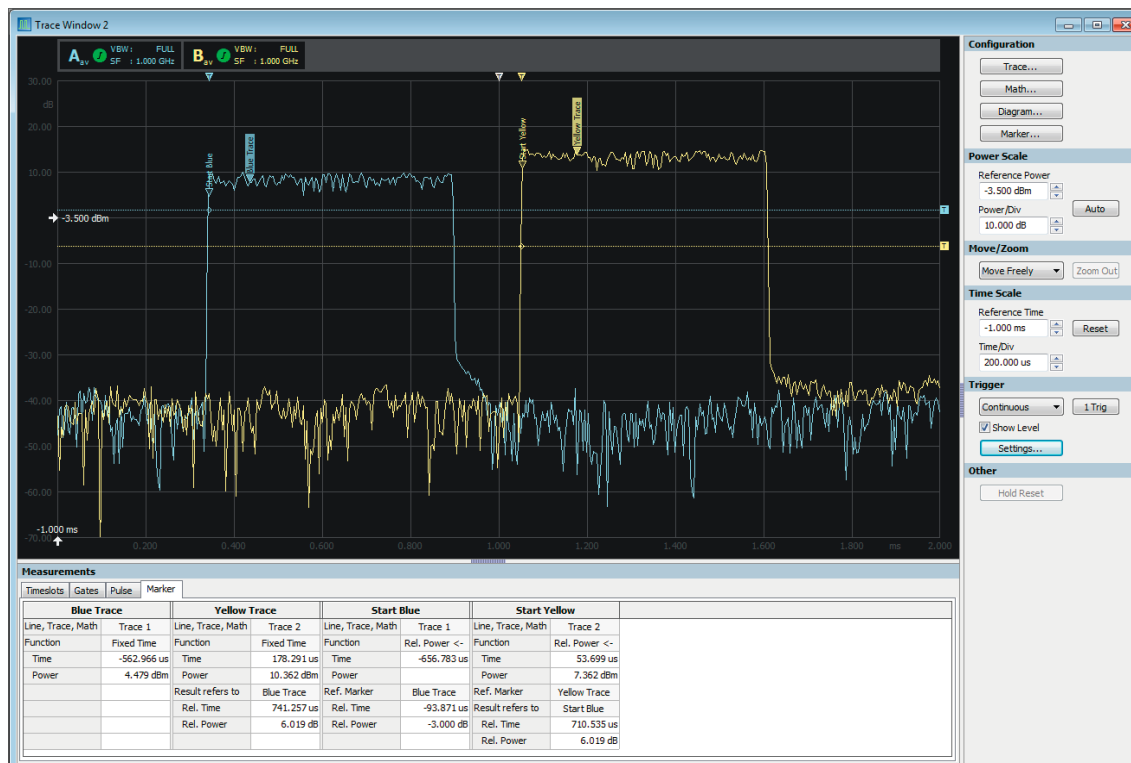 Trace Window 2
A av VBW : FULL
SF : 1.000 GHz
B av VBW : FULL
SF : 1.000 GHz
30.00
dB
20.00
10.00
-3.500 dBm
-10.00
-20.00
-30.00
-40.00
-50.00
-60.00
-70.00
-1.000 ms
Start Blue
Blue Trace
Start Yellow
Yellow Trace
T
T
0.200 0.400 0.600 0.800 1.000 1.200 1.400 1.600 1.800 ms 2.000
Configuration
Trace...
Math...
Diagram...
Marker...
Power Scale
Reference Power
-3.500 dBm
Power/Div
10.000 dB
Auto
Move/Zoom
Move Freely
Zoom Out
Time Scale
Reference Time
-1.000 ms
Reset
Time/Div
200.000 us
Trigger
Continuous
1 Trig
Show Level
Settings...
Other
Hold Reset
Measurements
Timeslots Gates Pulse Marker
Blue Trace Yellow Trace Start Blue Start Yellow
Line, Trace, Math Trace 1 Line, Trace, Math Trace 2 Line, Trace, Math Trace 1 Line, Trace, Math Trace 2
Function Fixed Time Function Fixed Time Function Rel. Power <- Function Rel. Power <-
Time -562.966 us Time 178.291 us Time -656.783 us Time 53.699 us
Power 4.479 dBm Power 10.362 dBm Power Power 7.362 dBm
Result refers to Blue Trace Ref. Marker Blue Trace Ref. Marker Yellow Trace
Rel. Time 741.257 us Rel. Time -93.871 us Result refers to Start Blue
Rel. Power 6.019 dB Rel. Power -3.000 dB Rel. Time 710.535 us
Rel. Power 6.019 dB